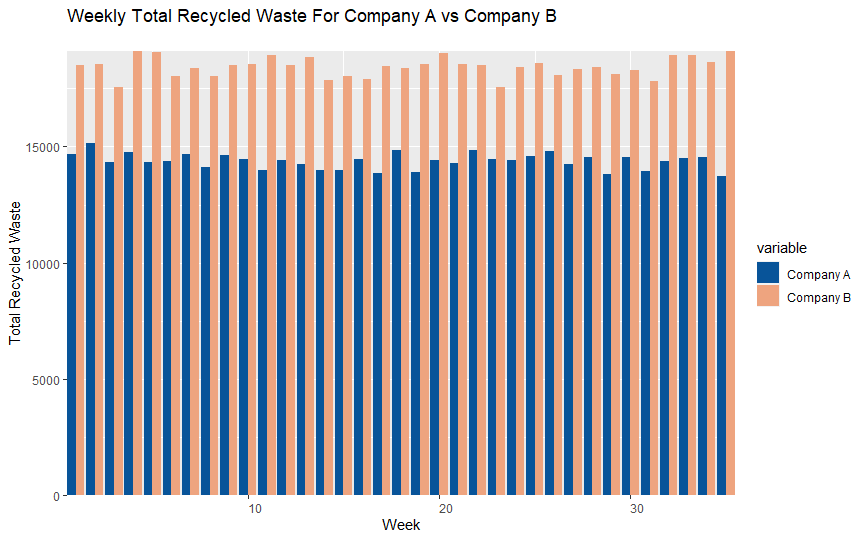 Weekly Total Recycled Waste For Company A vs Company B
Total Recycled Waste
15000
10000
5000
0
10
20
30
Week
variable
Company A
Company B